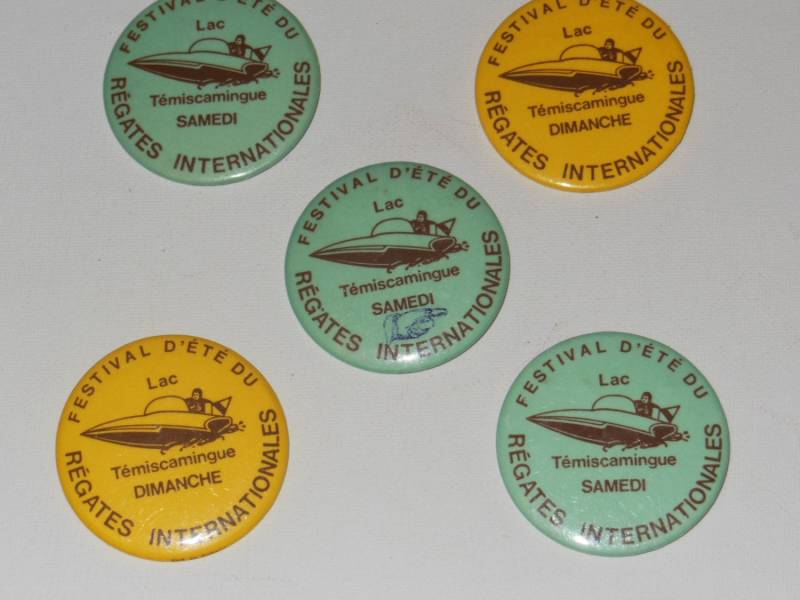 FESTIVAL D'ÉTÉ DU
Lac
Témiscamingue
SAMEDI
RÉGATES INTERNATIONALES
FESTIVAL D'ÉTÉ DU
Lac
Témiscamingue
DIMANCHE
RÉGATES INTERNATIONALES
FESTIVAL D'ÉTÉ DU
Lac
Témiscamingue
SAMEDI
RÉGATES INTERNATIONALES
FESTIVAL D'ÉTÉ DU
Lac
Témiscamingue
DIMANCHE
RÉGATES INTERNATIONALES
FESTIVAL D'ÉTÉ DU
Lac
Témiscamingue
SAMEDI
RÉGATES INTERNATIONALES